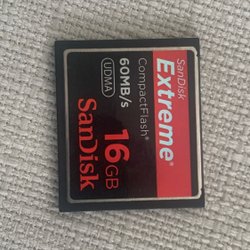 SanDisk
Extreme®
CompactFlash®
60MB/s
UDMA
16GB
SanDisk